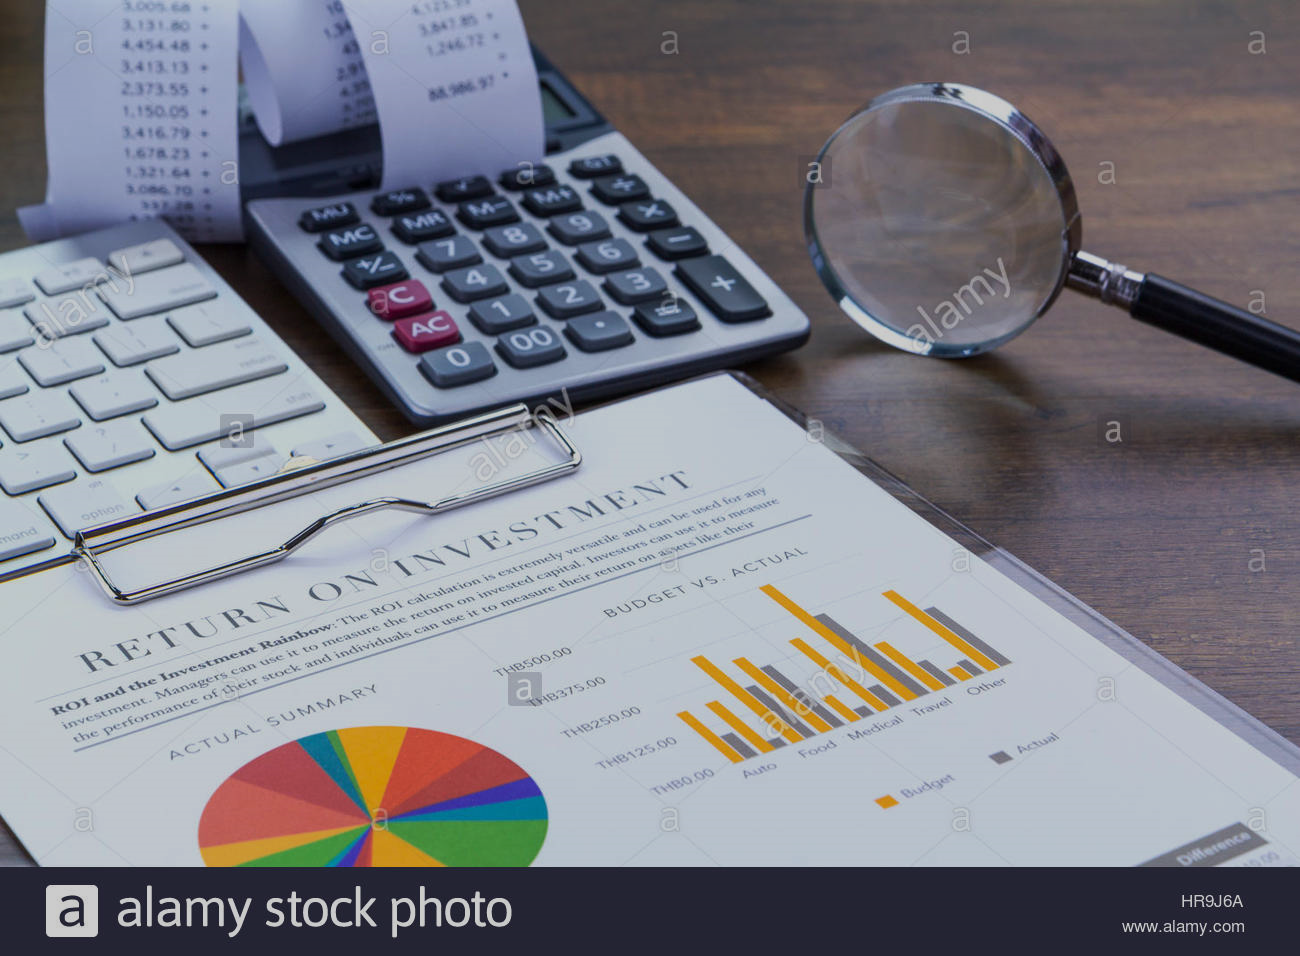 3,005.68 +
3,131.80 +
4,454.48 +
3,413.13 +
2,373.55 +
1,150.05 +
3,416.79 +
1,678.23 +
1,321.64 +
3,086.70 +
337.28 +
4,123.39
3,847.85 +
1,246.72 +
88,986.97 *
MU % √
MC MR M− M+ ÷
+/− 7 8 9 ×
C 4 5 6 −
AC 1 2 3 +
0 00 ·
return
shift
option
RETURN ON INVESTMENT
ROI and the Investment Rainbow: The ROI calculation is extremely versatile and can be used for any
investment. Managers can use it to measure the return on invested capital. Investors can use it to measure
the performance of their stock and individuals can use it to measure their return on assets like their
ACTUAL SUMMARY
BUDGET VS. ACTUAL
THB500.00
THB375.00
THB250.00
THB125.00
THB0.00
Auto Food Medical Travel Other
Budget Actual
Difference
a alamy stock photo
HR9J6A
www.alamy.com